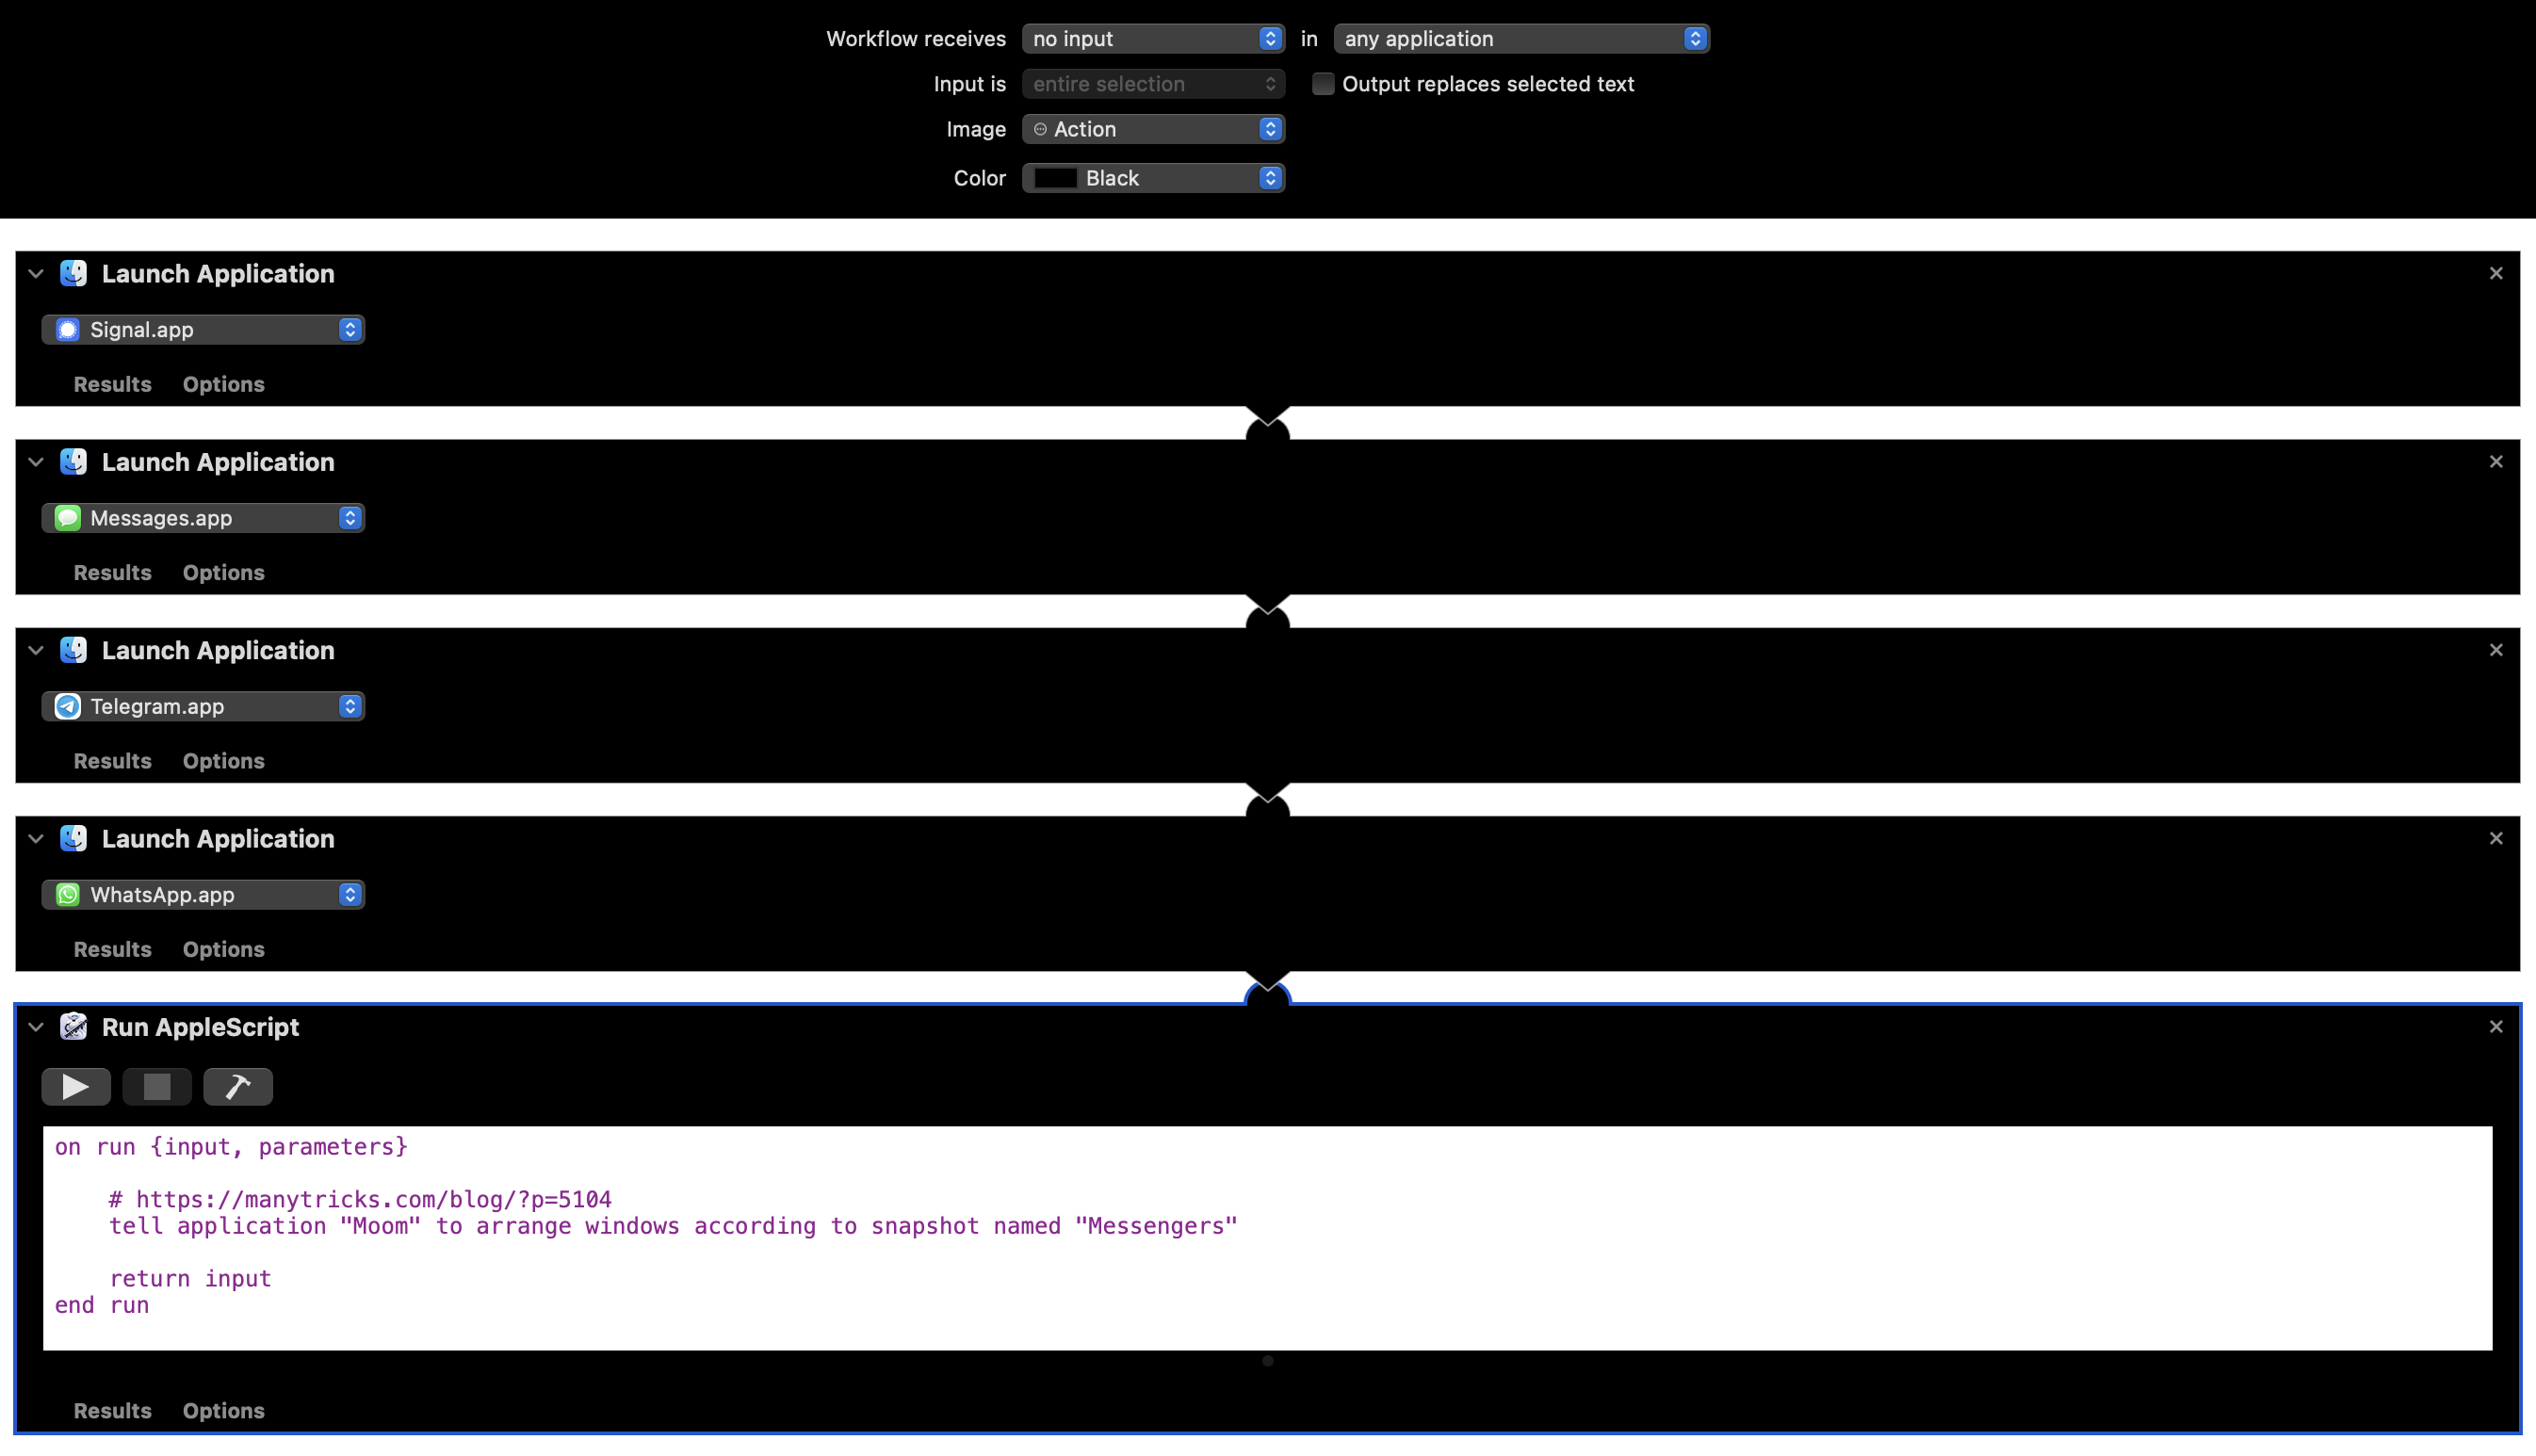 Workflow receives no input in any application
Input is entire selection Output replaces selected text
Image Action
Color Black
Launch Application
Signal.app
Results Options
Launch Application
Messages.app
Results Options
Launch Application
Telegram.app
Results Options
Launch Application
WhatsApp.app
Results Options
Run AppleScript
on run {input, parameters}
# https://manytricks.com/blog/?p=5104
tell application "Moom" to arrange windows according to snapshot named "Messengers"
return input
end run
Results Options